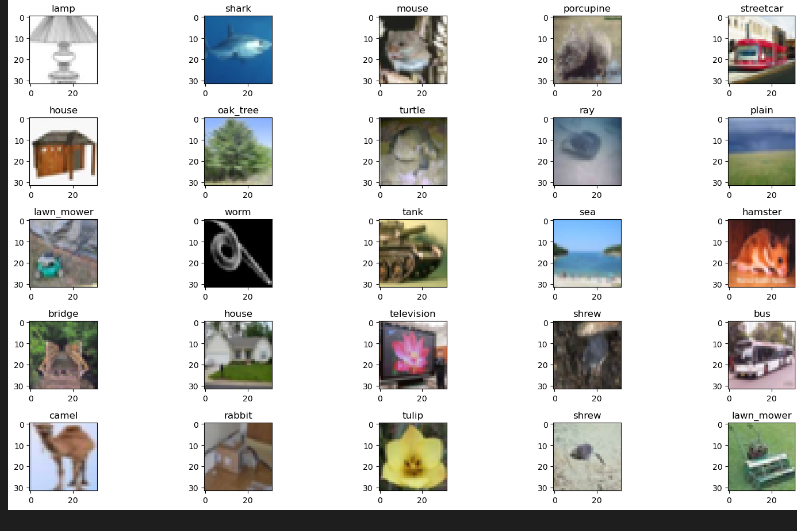 lamp shark mouse porcupine streetcar
0 0 0 0 0
10 10 10 10 10
20 20 20 20 20
30 30 30 30 30
0 20 0 20 0 20 0 20 0 20
house oak_tree turtle ray plain
0 0 0 0 0
10 10 10 10 10
20 20 20 20 20
30 30 30 30 30
0 20 0 20 0 20 0 20 0 20
lawn_mower worm tank sea hamster
0 0 0 0 0
10 10 10 10 10
20 20 20 20 20
30 30 30 30 30
0 20 0 20 0 20 0 20 0 20
bridge house television shrew bus
0 0 0 0 0
10 10 10 10 10
20 20 20 20 20
30 30 30 30 30
0 20 0 20 0 20 0 20 0 20
camel rabbit tulip shrew lawn_mower
0 0 0 0 0
10 10 10 10 10
20 20 20 20 20
30 30 30 30 30
0 20 0 20 0 20 0 20 0 20